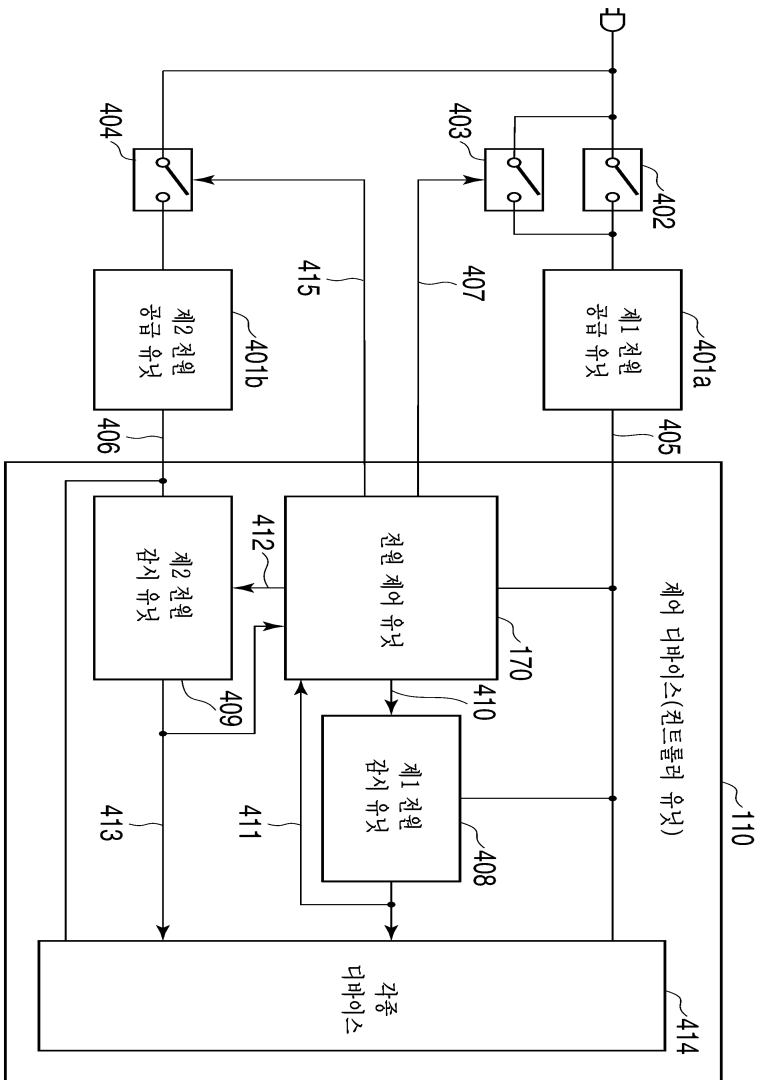 110
제어 디바이스(컨트롤러 유닛)
402
401a
제1 전원
공급 유닛
405
170
403
407
전원 제어 유닛
410
제1 전원
감시 유닛
408
411
414
각종
디바이스
415
412
404
401b
제2 전원
공급 유닛
406
제2 전원
감시 유닛
409
413